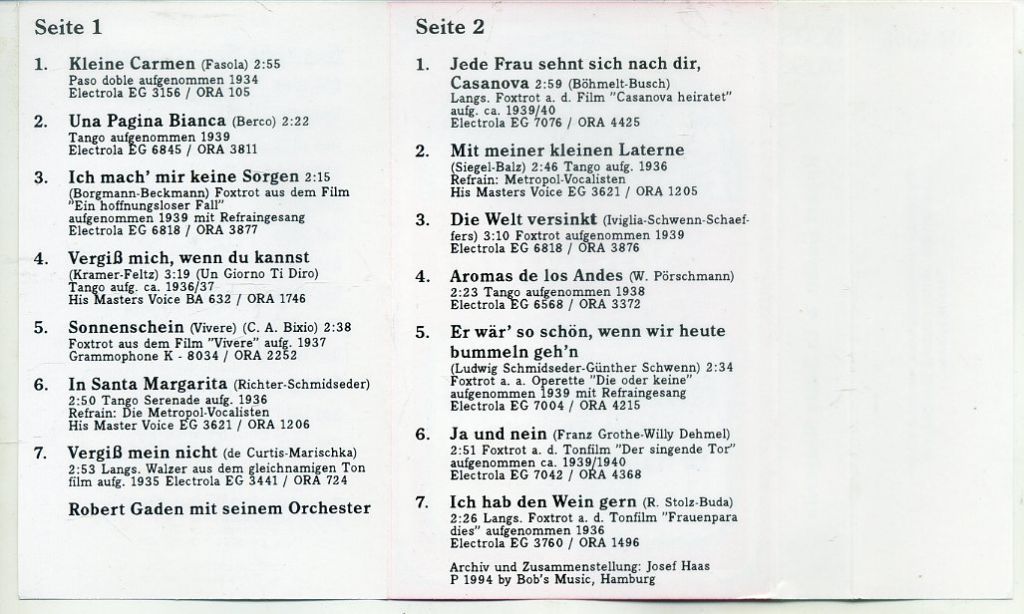 Seite 1
1. Kleine Carmen (Fasola) 2:55
Paso doble aufgenommen 1934
Electrola EG 3156 / ORA 105
2. Una Pagina Bianca (Berco) 2:22
Tango aufgenommen 1939
Electrola EG 6845 / ORA 3811
3. Ich mach' mir keine Sorgen 2:15
(Borgmann-Beckmann) Foxtrot aus dem Film
"Ein hoffnungsloser Fall"
aufgenommen 1939 mit Refraingesang
Electrola EG 6818 / ORA 3877
4. Vergiß mich, wenn du kannst
(Kramer-Feltz) 3:19 (Un Giorno Ti Diro)
Tango aufg. ca. 1936/37
His Masters Voice BA 632 / ORA 1746
5. Sonnenschein (Vivere) (C. A. Bixio) 2:38
Foxtrot aus dem Film "Vivere" aufg. 1937
Grammophone K - 8034 / ORA 2252
6. In Santa Margarita (Richter-Schmidseder)
2:50 Tango Serenade aufg. 1936
Refrain: Die Metropol-Vocalisten
His Master Voice EG 3621 / ORA 1206
7. Vergiß mein nicht (de Curtis-Marischka)
2:53 Langs. Walzer aus dem gleichnamigen Ton
film aufg. 1935 Electrola EG 3441 / ORA 724
Robert Gaden mit seinem Orchester
Seite 2
1. Jede Frau sehnt sich nach dir,
Casanova 2:59 (Böhmelt-Busch)
Langs. Foxtrot a. d. Film "Casanova heiratet"
aufg. ca. 1939/40
Electrola EG 7076 / ORA 4425
2. Mit meiner kleinen Laterne
(Siegel-Balz) 2:46 Tango aufg. 1936
Refrain: Metropol-Vocalisten
His Masters Voice EG 3621 / ORA 1205
3. Die Welt versinkt (Iviglia-Schwenn-Schaef-
fers) 3:10 Foxtrot aufgenommen 1939
Electrola EG 6818 / ORA 3876
4. Aromas de los Andes (W. Pörschmann)
2:23 Tango aufgenommen 1938
Electrola EG 6568 / ORA 3372
5. Er wär' so schön, wenn wir heute
bummeln geh'n
(Ludwig Schmidseder-Günther Schwenn) 2:34
Foxtrot a. a. Operette "Die oder keine"
aufgenommen 1939 mit Refraingesang
Electrola EG 7004 / ORA 4215
6. Ja und nein (Franz Grothe-Willy Dehmel)
2:51 Foxtrot a. d. Tonfilm "Der singende Tor"
aufgenommen ca. 1939/1940
Electrola EG 7042 / ORA 4368
7. Ich hab den Wein gern (R. Stolz-Buda)
2:26 Langs. Foxtrot a. d. Tonfilm "Frauenpara
dies" aufgenommen 1936
Electrola EG 3760 / ORA 1496
Archiv und Zusammenstellung: Josef Haas
P 1994 by Bob's Music, Hamburg